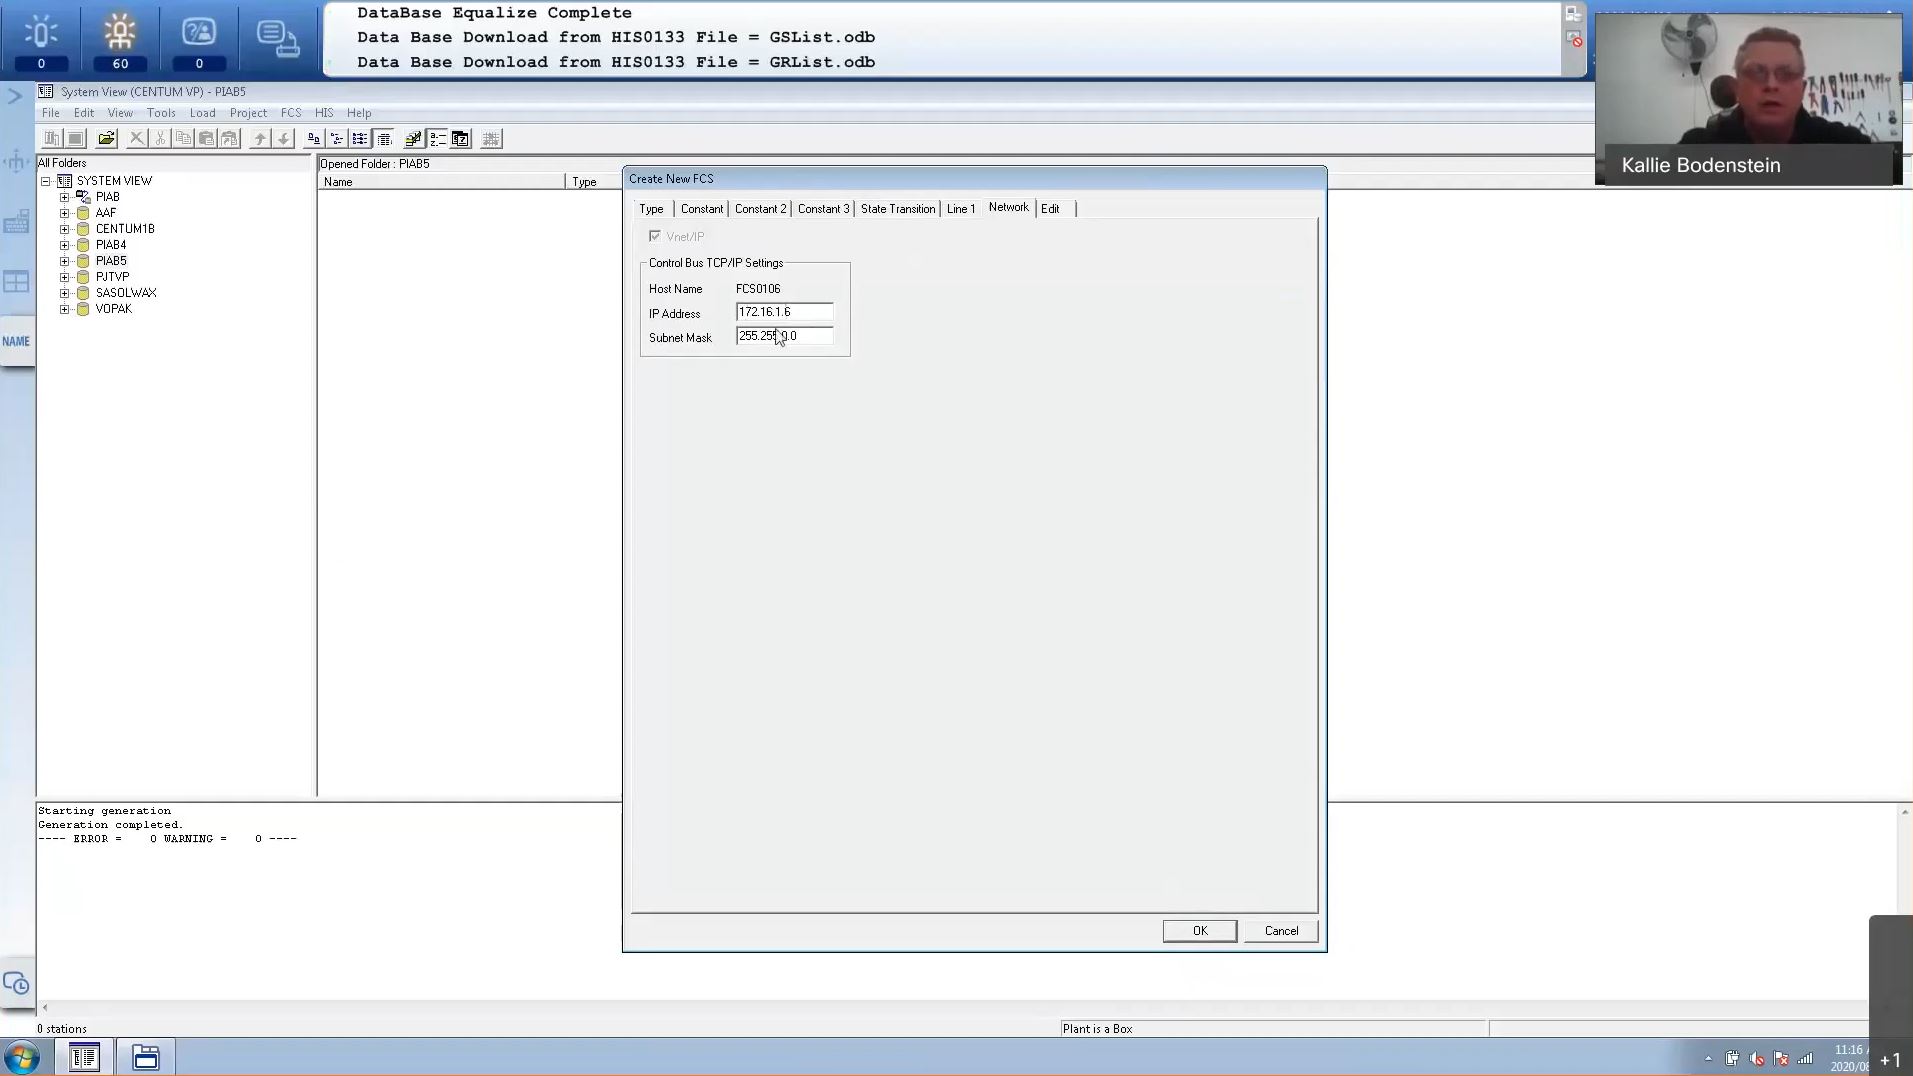 DataBase Equalize Complete
Data Base Download from HIS0133 File = GSList.odb
Data Base Download from HIS0133 File = GRList.odb
0
60
0
Kallie Bodenstein
System View (CENTUM VP) - PIAB5
File Edit View Tools Load Project FCS HIS Help
All Folders
Opened Folder : PIAB5
Name Type
SYSTEM VIEW
PIAB
AAF
CENTUM1B
PIAB4
PIAB5
PJTVP
SASOLWAX
VOPAK
NAME
Create New FCS
Type Constant Constant 2 Constant 3 State Transition Line 1 Network Edit
Vnet/IP
Control Bus TCP/IP Settings
Host Name FCS0106
IP Address 172.16.1.6
Subnet Mask 255.255.0.0
OK Cancel
Starting generation
Generation completed.
---- ERROR = 0 WARNING = 0 ----
0 stations
Plant is a Box
11:16
2020/08
+1